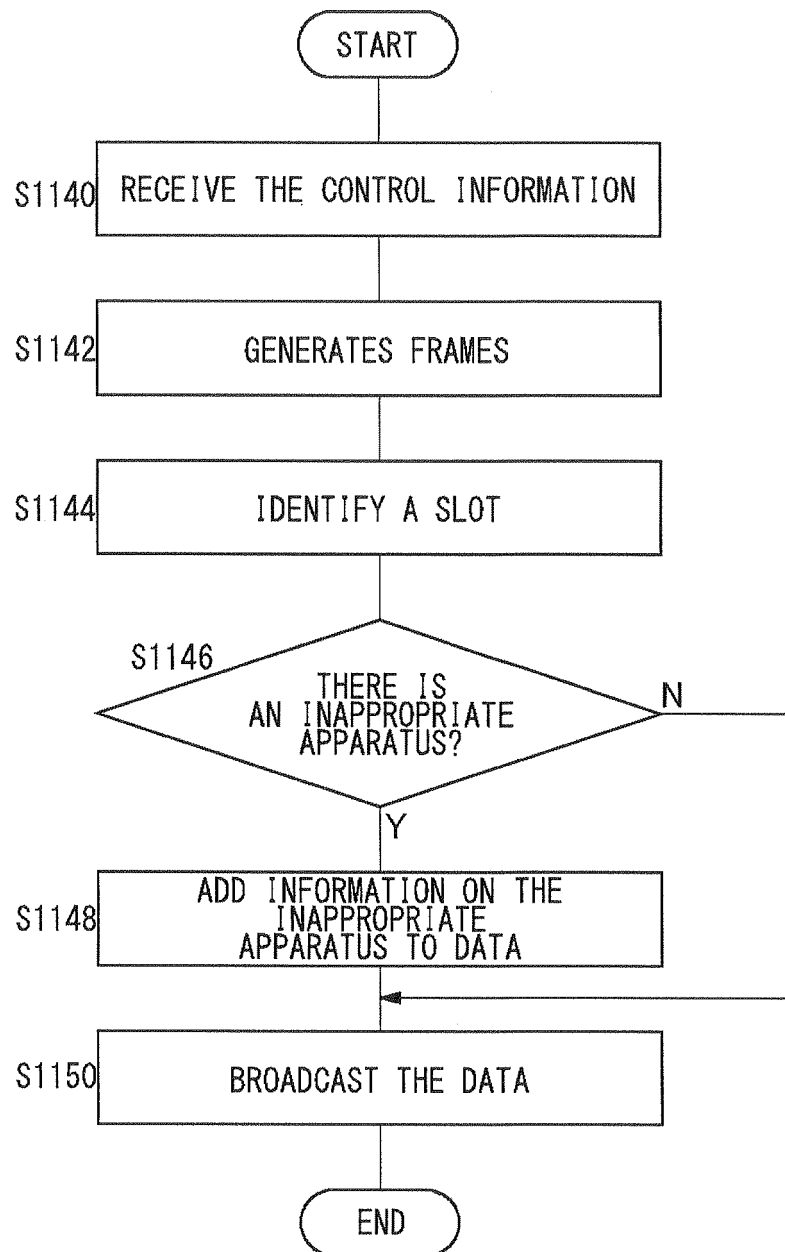 START
S1140
RECEIVE THE CONTROL INFORMATION
S1142
GENERATES FRAMES
S1144
IDENTIFY A SLOT
S1146
THERE IS
AN INAPPROPRIATE
APPARATUS?
N
Y
S1148
ADD INFORMATION ON THE
INAPPROPRIATE
APPARATUS TO DATA
S1150
BROADCAST THE DATA
END